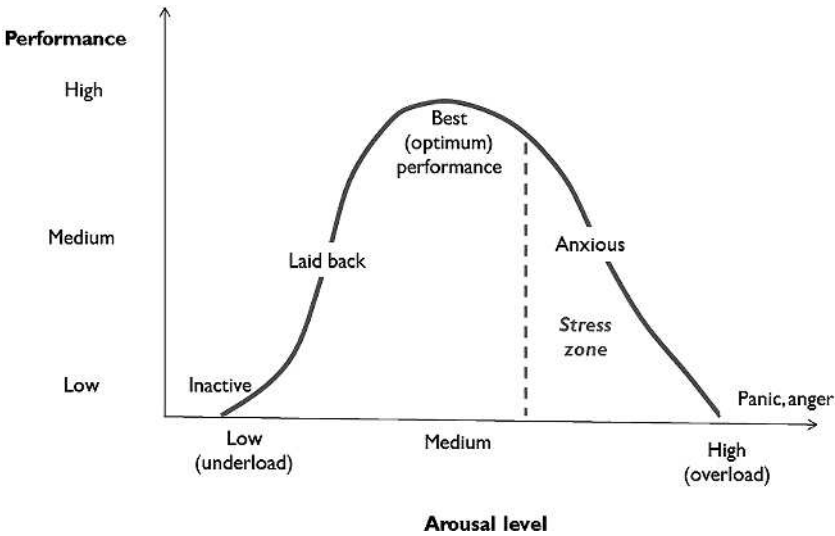 Performance
High
Best
(optimum)
performance
Medium
Anxious
Laid back
Stress
zone
Low
Inactive
Panic, anger
Low
(underload)
Medium
High
(overload)
Arousal level